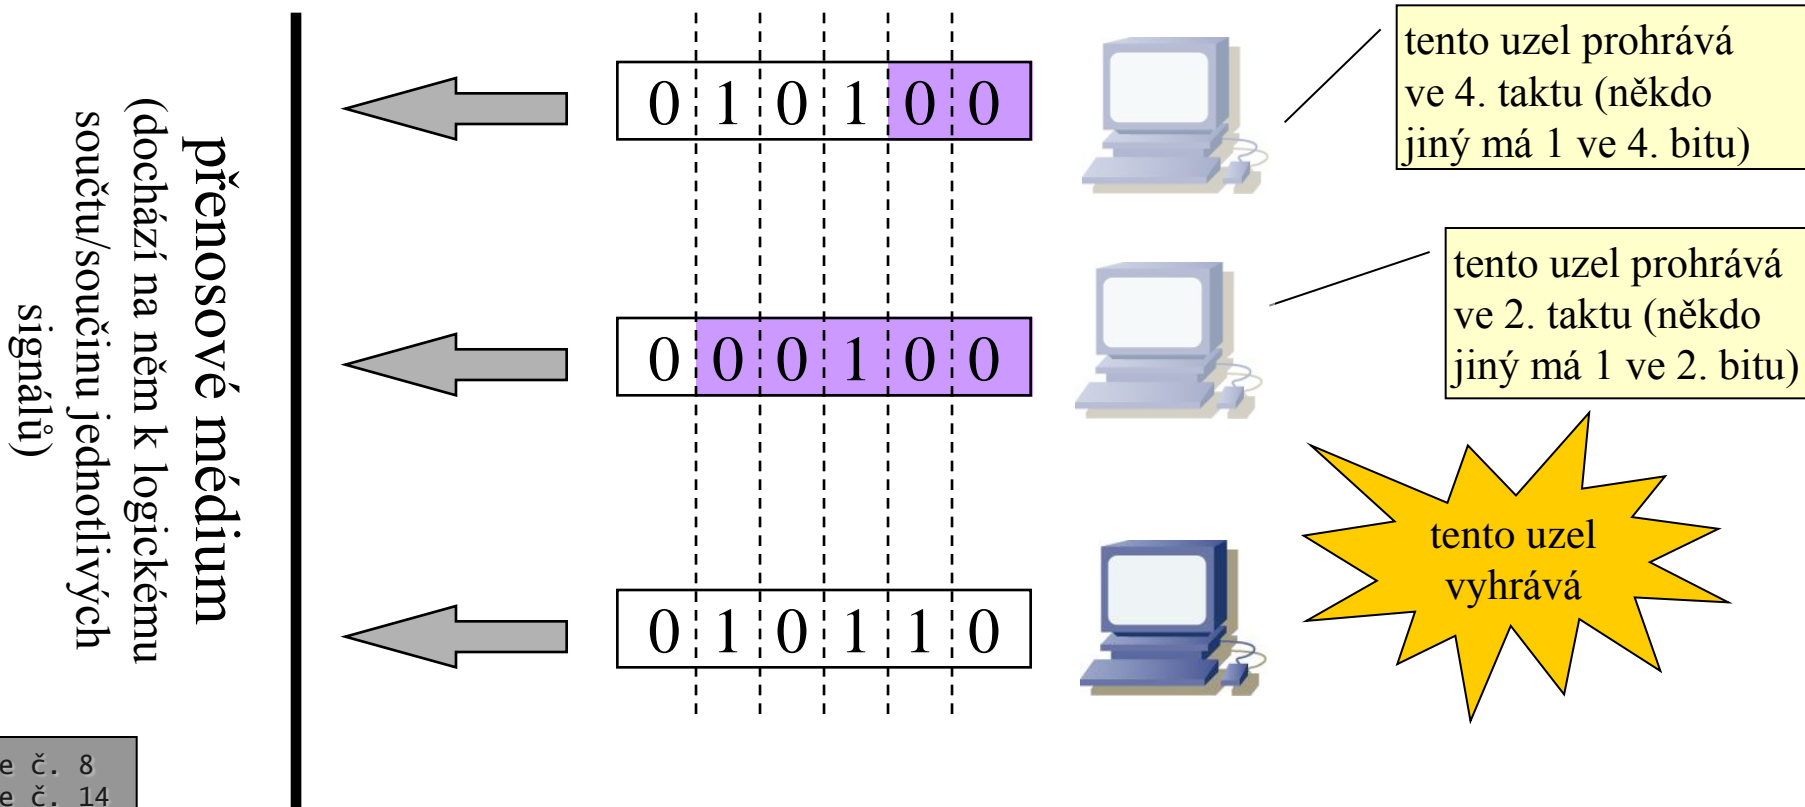 přenosové médium
(dochází na něm k logickému
součtu/součinu jednotlivých
signálů)
0 1 0 1 0 0
tento uzel prohrává
ve 4. taktu (někdo
jiný má 1 ve 4. bitu)
0 0 0 1 0 0
tento uzel prohrává
ve 2. taktu (někdo
jiný má 1 ve 2. bitu)
0 1 0 1 1 0
tento uzel
vyhrává
e č. 8
e č. 14